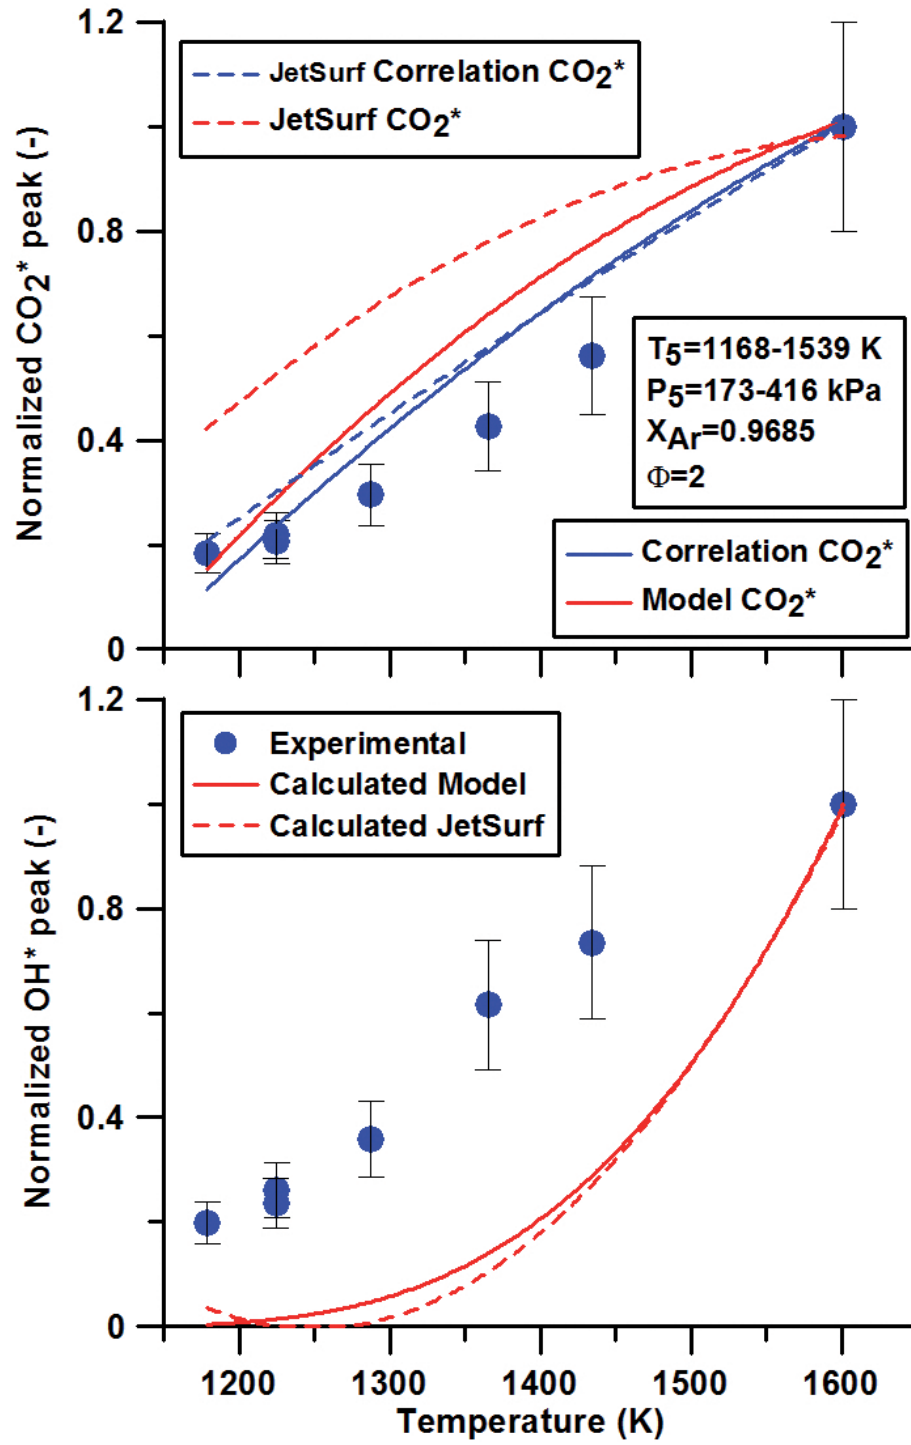 1.2
JetSurf Correlation CO2*
JetSurf CO2*
Normalized CO2* peak (-)
0.8
T5=1168-1539 K
P5=173-416 kPa
XAr=0.9685
Φ=2
0.4
Correlation CO2*
Model CO2*
0
1.2
Experimental
Calculated Model
Calculated JetSurf
Normalized OH* peak (-)
0.8
0.4
0
1200 1300 1400 1500 1600
Temperature (K)